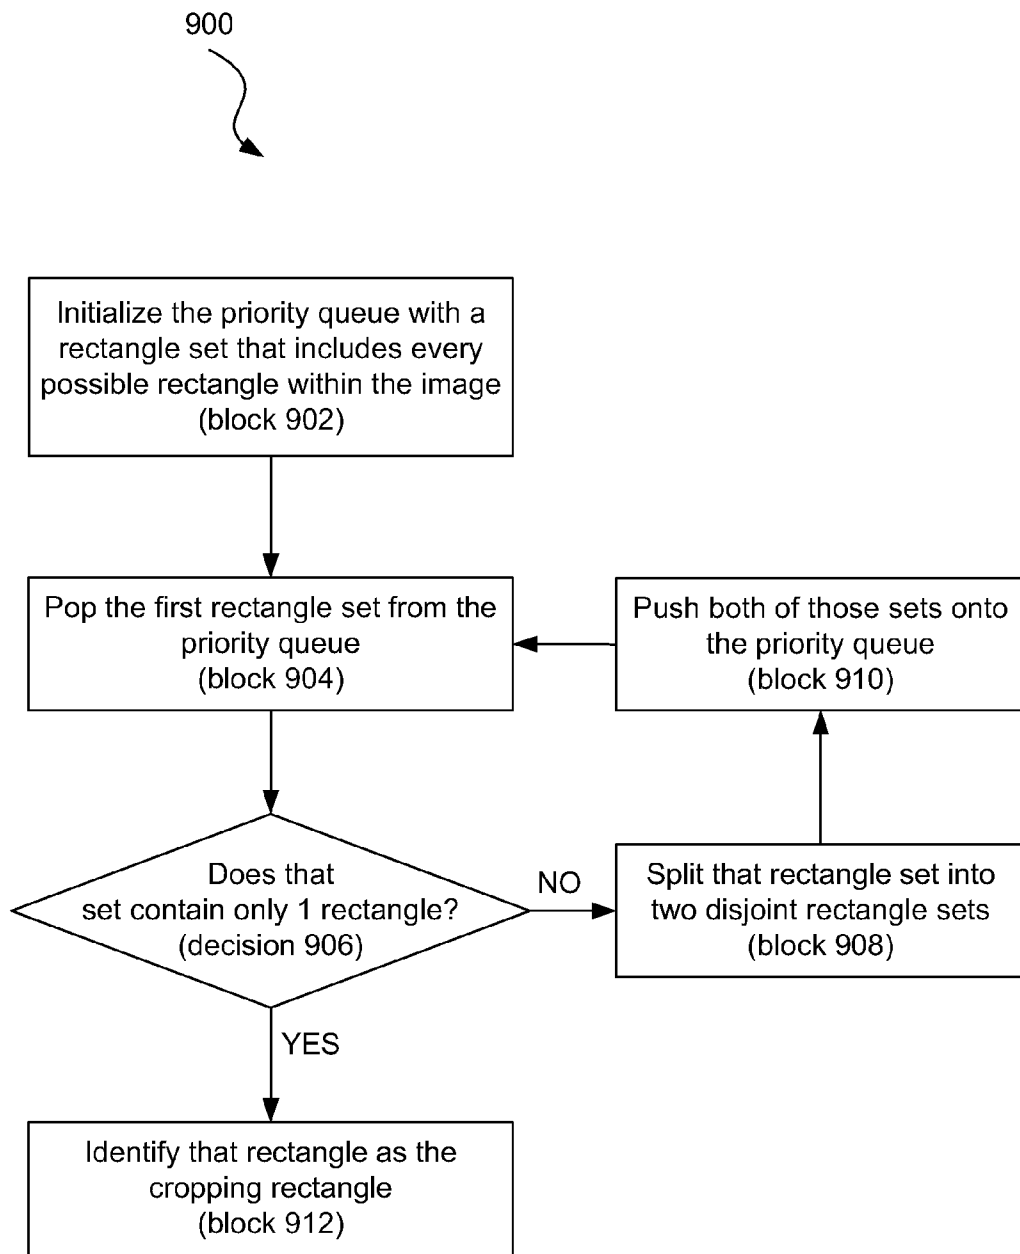 900
Initialize the priority queue with a
rectangle set that includes every
possible rectangle within the image
(block 902)
Pop the first rectangle set from the
priority queue
(block 904)
Push both of those sets onto
the priority queue
(block 910)
Does that
set contain only 1 rectangle?
(decision 906)
NO
Split that rectangle set into
two disjoint rectangle sets
(block 908)
YES
Identify that rectangle as the
cropping rectangle
(block 912)